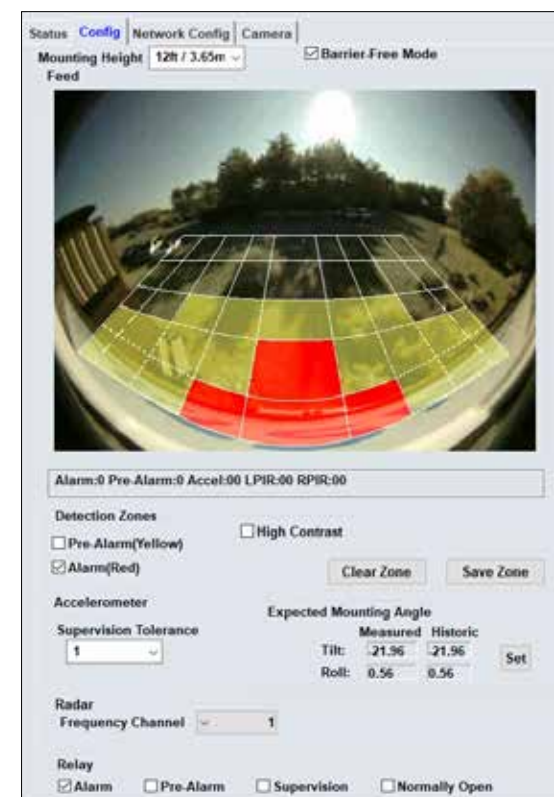 Status Config Network Config Camera
Mounting Height 12ft / 3.65m Barrier-Free Mode
Feed
Alarm:0 Pre-Alarm:0 Accel:00 LPIR:00 RPIR:00
Detection Zones
High Contrast
Pre-Alarm(Yellow)
Alarm(Red)
Clear Zone Save Zone
Accelerometer
Expected Mounting Angle
Supervision Tolerance
Measured Historic
1
Tilt: -21.96 -21.96
Set
Roll: 0.56 0.56
Radar
Frequency Channel 1
Relay
Alarm Pre-Alarm Supervision Normally Open